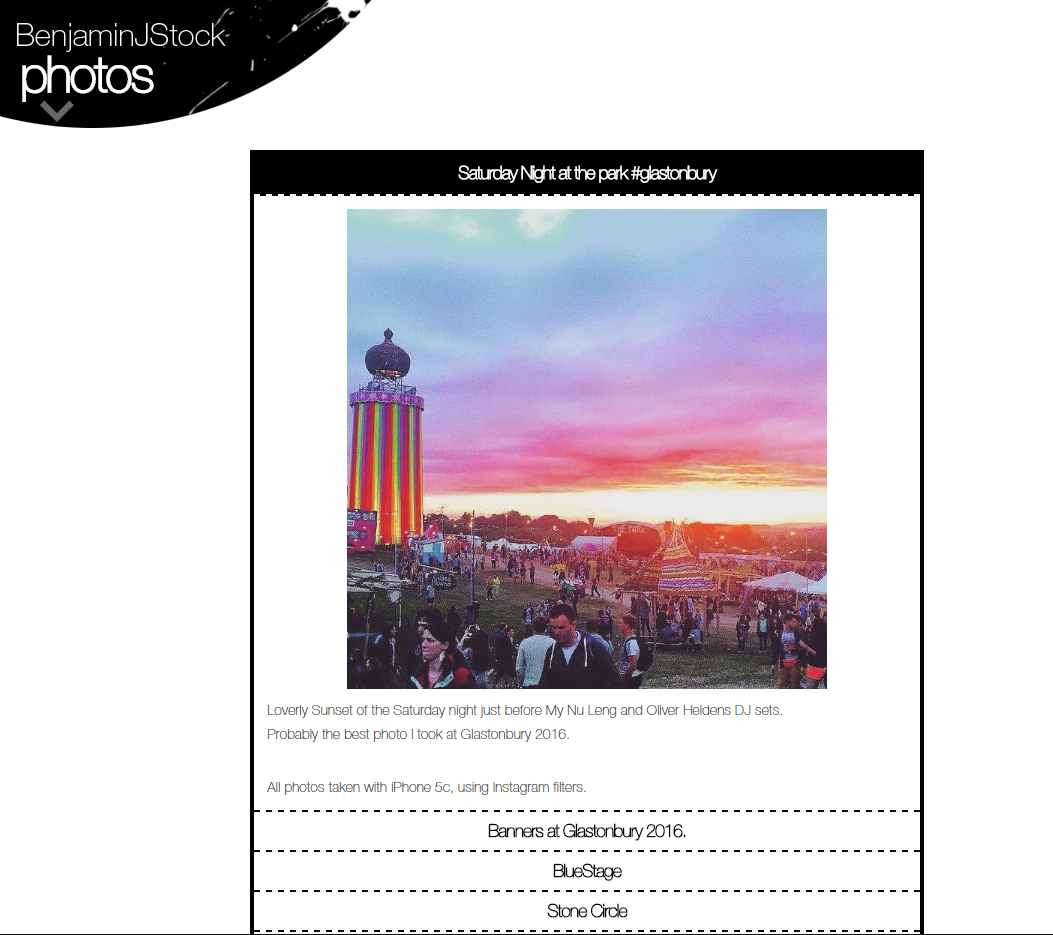 BenjaminJStock
photos
Saturday Night at the park #glastonbury
THE PARK
Loverly Sunset of the Saturday night just before My Nu Leng and Oliver Heldens DJ sets.
Probably the best photo I took at Glastonbury 2016.
All photos taken with iPhone 5c, using Instagram filters.
Banners at Glastonbury 2016.
BlueStage
Stone Circle